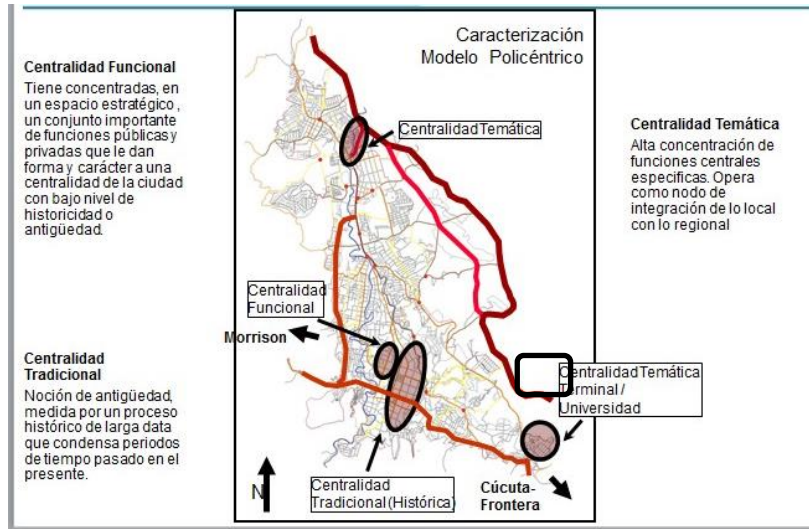 Caracterización
Modelo Policéntrico
Centralidad Funcional
Tiene concentradas, en
un espacio estratégico ,
un conjunto importante
de funciones públicas y
privadas que le dan
forma y carácter a una
centralidad de la ciudad
con bajo nivel de
historicidad o
antigüedad.
Centralidad Temática
Centralidad Temática
Alta concentración de
funciones centrales
especificas. Opera
como nodo de
integración de lo local
con lo regional
Centralidad
Funcional
Morrison
Centralidad
Tradicional
Noción de antigüedad,
medida por un proceso
histórico de larga data
que condensa periodos
de tiempo pasado en el
presente.
Centralidad Temática
Terminal /
Universidad
N
Centralidad
Tradicional (Histórica)
Cúcuta-
Frontera